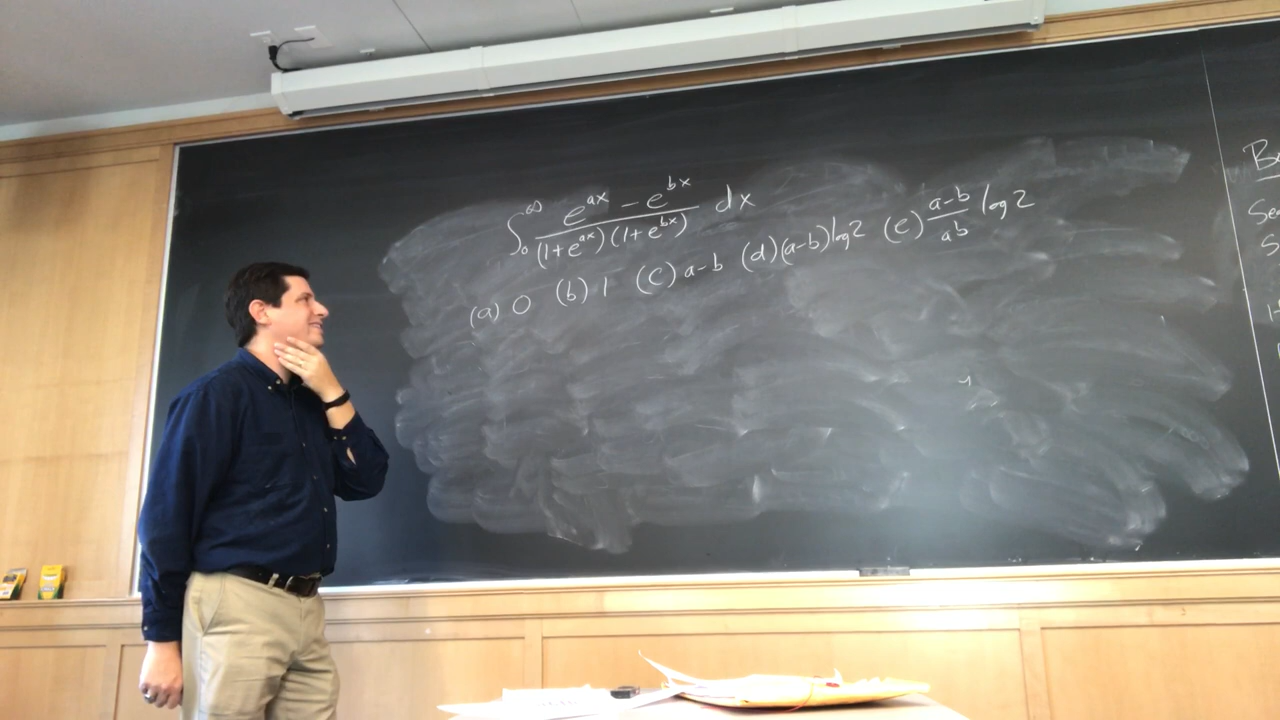 ∫₀^∞ (e^{ax} − e^{bx}) / ((1+e^{ax})(1+e^{bx})) dx
(a) 0 (b) 1 (c) a−b (d) (a−b) log 2 (e) (a−b)/(ab) log 2